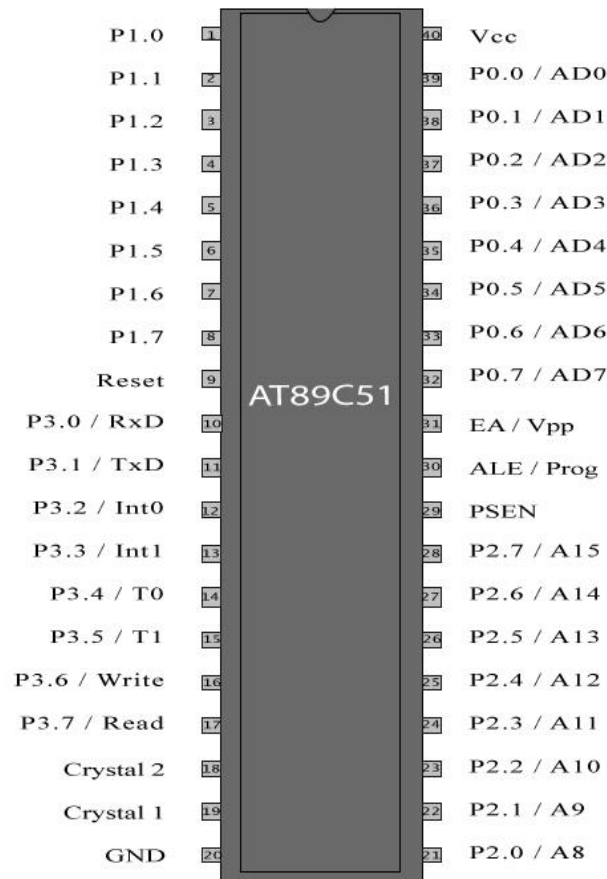 P1.0 1 40 Vcc
P1.1 2 39 P0.0 / AD0
P1.2 3 38 P0.1 / AD1
P1.3 4 37 P0.2 / AD2
P1.4 5 36 P0.3 / AD3
P1.5 6 35 P0.4 / AD4
P1.6 7 34 P0.5 / AD5
P1.7 8 33 P0.6 / AD6
Reset 9 32 P0.7 / AD7
AT89C51
P3.0 / RxD 10 31 EA / Vpp
P3.1 / TxD 11 30 ALE / Prog
P3.2 / Int0 12 29 PSEN
P3.3 / Int1 13 28 P2.7 / A15
P3.4 / T0 14 27 P2.6 / A14
P3.5 / T1 15 26 P2.5 / A13
P3.6 / Write 16 25 P2.4 / A12
P3.7 / Read 17 24 P2.3 / A11
Crystal 2 18 23 P2.2 / A10
Crystal 1 19 22 P2.1 / A9
GND 20 21 P2.0 / A8